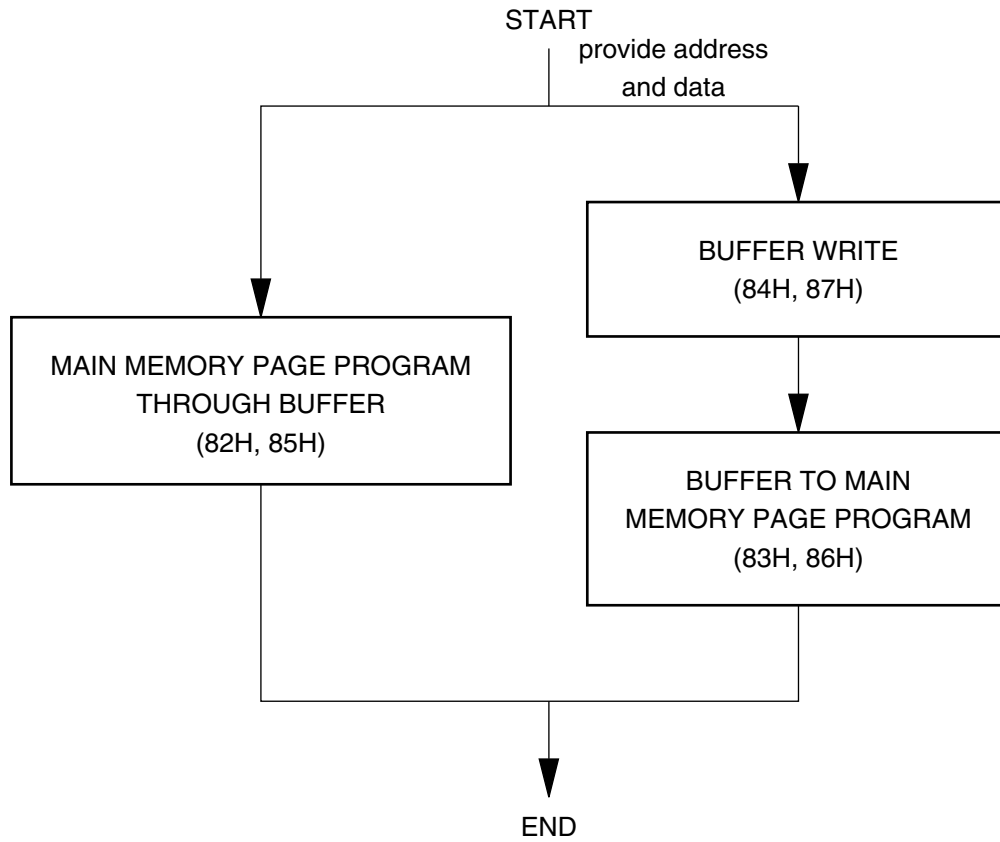 START
provide address
and data
BUFFER WRITE
(84H, 87H)
MAIN MEMORY PAGE PROGRAM
THROUGH BUFFER
(82H, 85H)
BUFFER TO MAIN
MEMORY PAGE PROGRAM
(83H, 86H)
END